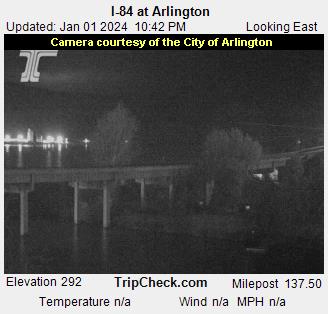 I-84 at Arlington
Updated: Jan 01 2024 10:42 PM Looking East
Camera courtesy of the City of Arlington
Elevation 292 TripCheck.com Milepost 137.50
Temperature n/a Wind n/a MPH n/a